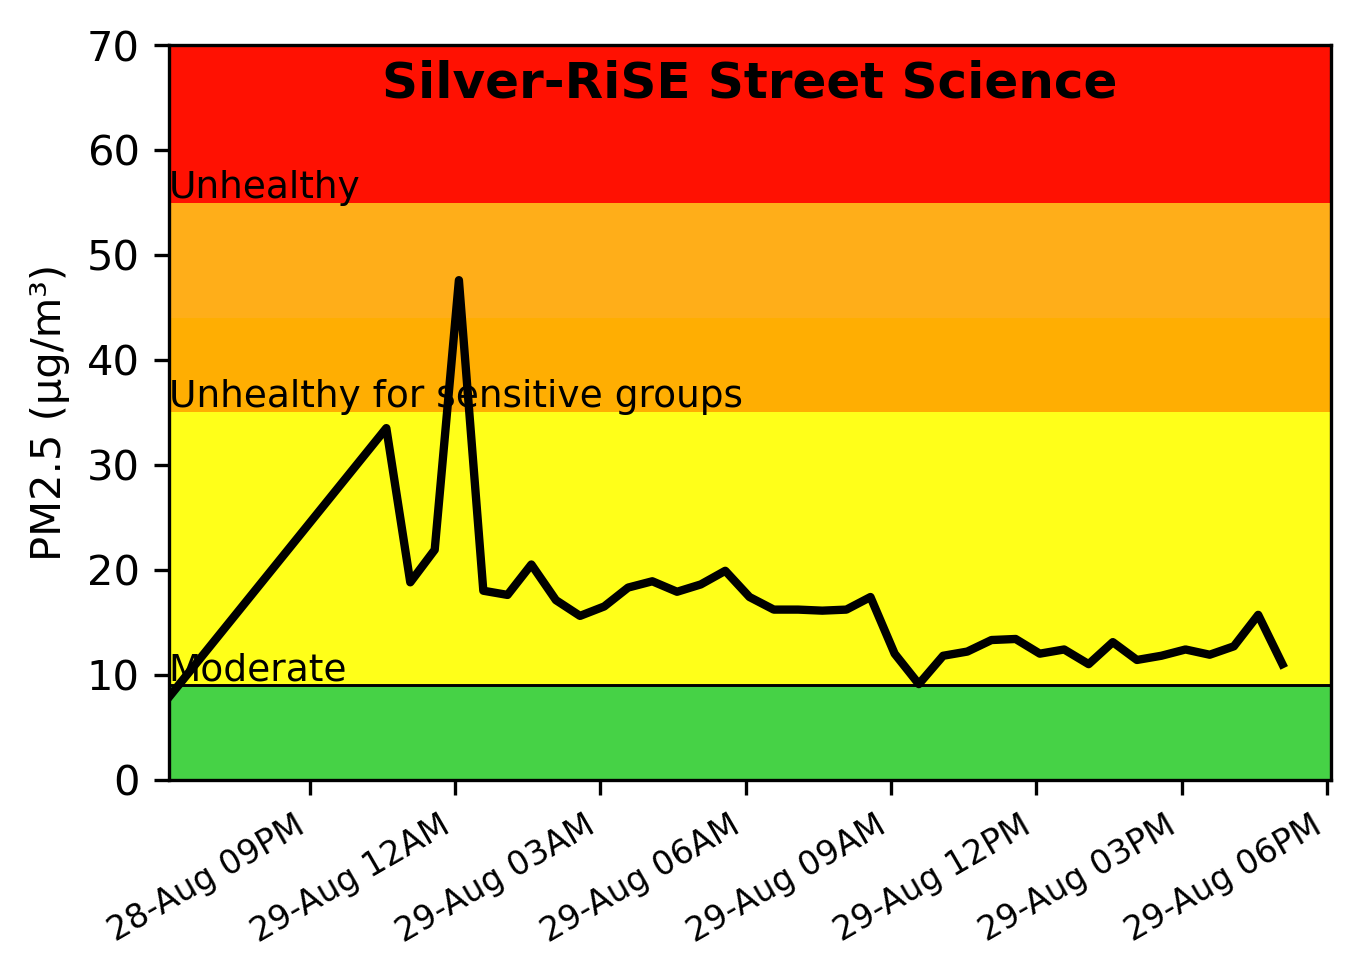 Silver-RiSE Street Science
70
60
50
40
30
20
10
0
PM2.5 (µg/m³)
Unhealthy
Unhealthy for sensitive groups
Moderate
28-Aug 09PM
29-Aug 12AM
29-Aug 03AM
29-Aug 06AM
29-Aug 09AM
29-Aug 12PM
29-Aug 03PM
29-Aug 06PM